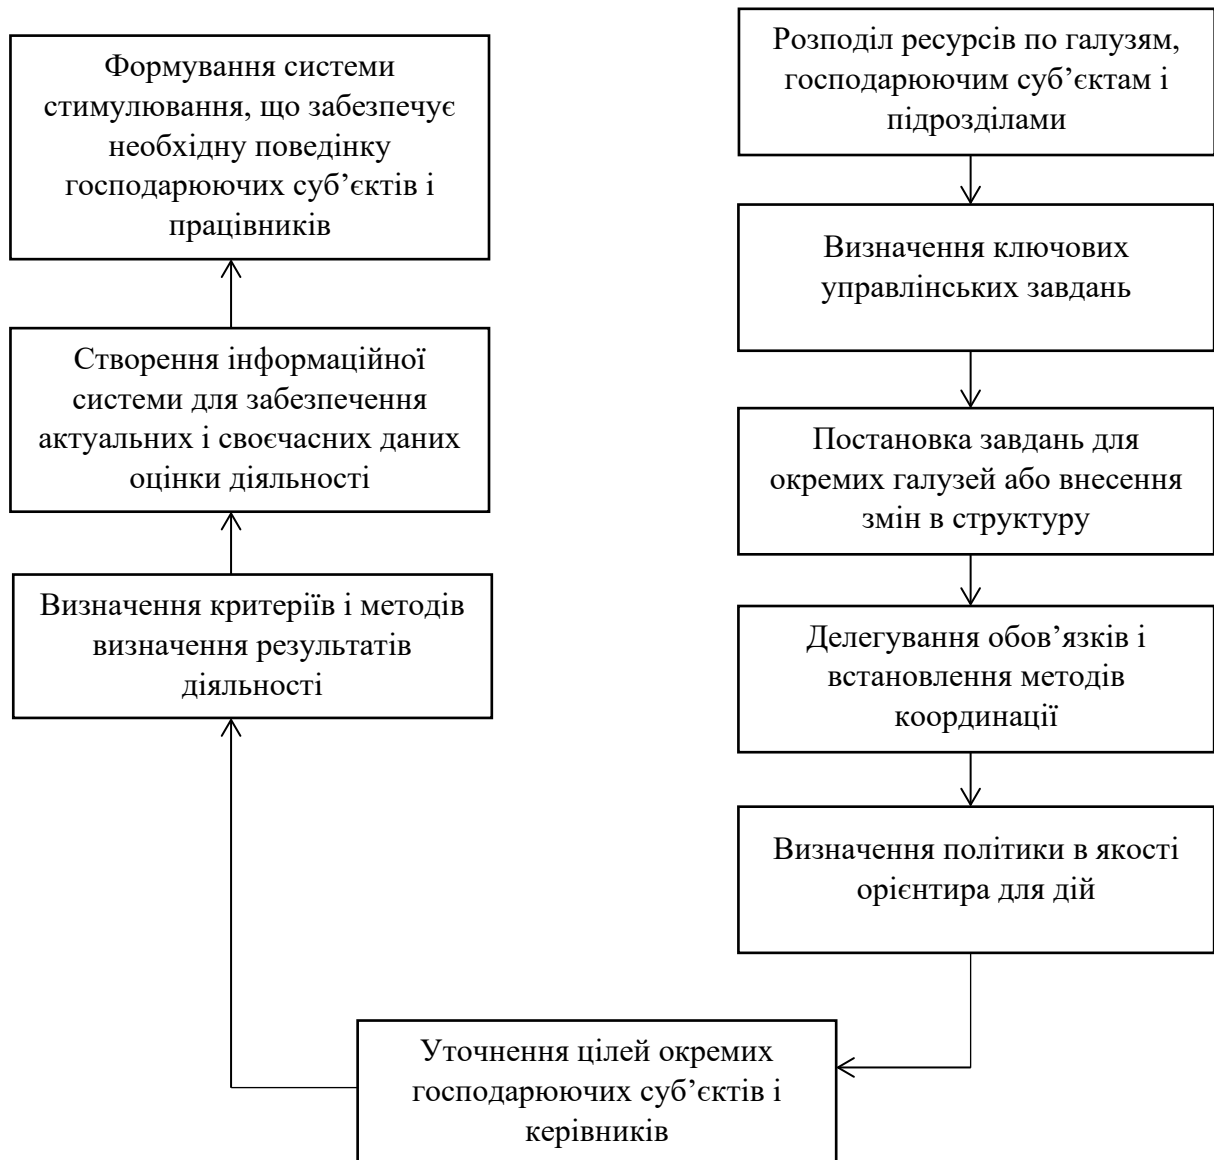 Розподіл ресурсів по галузям,
господарюючим суб’єктам і
підрозділами
Визначення ключових
управлінських завдань
Постановка завдань для
окремих галузей або внесення
змін в структуру
Делегування обов’язків і
встановлення методів
координації
Визначення політики в якості
орієнтира для дій
Уточнення цілей окремих
господарюючих суб’єктів і
керівників
Визначення критеріїв і методів
визначення результатів
діяльності
Створення інформаційної
системи для забезпечення
актуальних і своєчасних даних
оцінки діяльності
Формування системи
стимулювання, що забезпечує
необхідну поведінку
господарюючих суб’єктів і
працівників